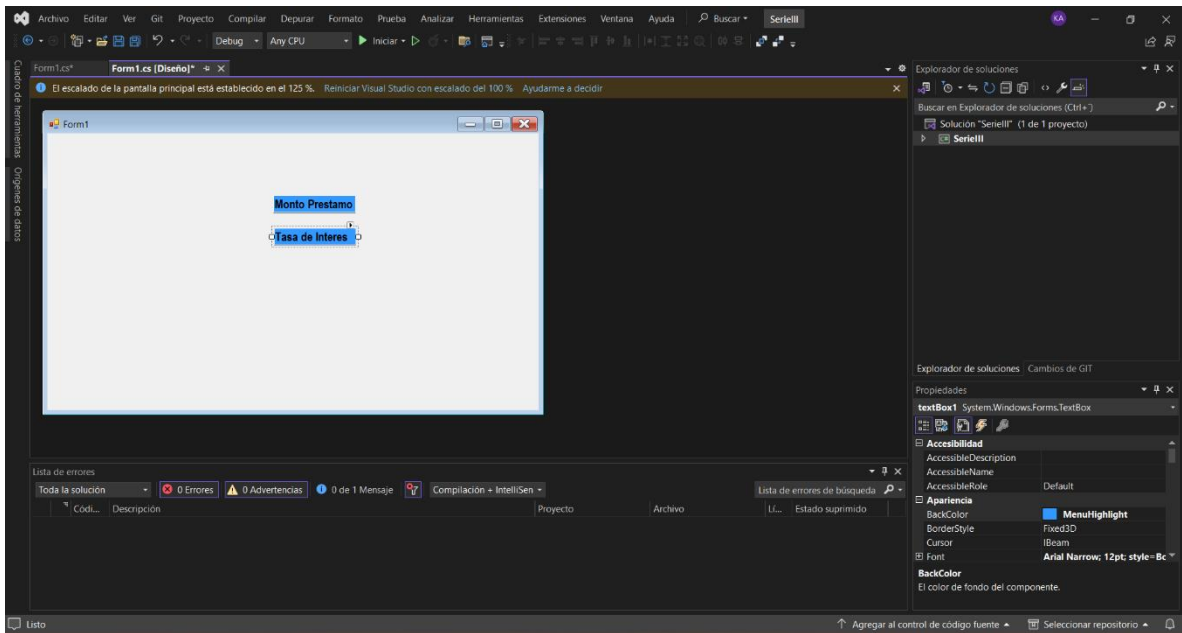 Archivo Editar Ver Git Proyecto Compilar Depurar Formato Prueba Analizar Herramientas Extensiones Ventana Ayuda Buscar SerieIII KA
Debug Any CPU Iniciar
Cuadro de herramientas Orígenes de datos
Form1.cs* Form1.cs [Diseño]*
El escalado de la pantalla principal está establecido en el 125 %. Reiniciar Visual Studio con escalado del 100 % Ayudarme a decidir
Form1
Monto Prestamo
Tasa de Interes
Explorador de soluciones
Buscar en Explorador de soluciones (Ctrl+´)
Solución "SerieIII" (1 de 1 proyecto)
SerieIII
Explorador de soluciones Cambios de GIT
Propiedades
textBox1 System.Windows.Forms.TextBox
Accesibilidad
AccessibleDescription
AccessibleName
AccessibleRole Default
Apariencia
BackColor MenuHighlight
BorderStyle Fixed3D
Cursor IBeam
Font Arial Narrow; 12pt; style=Bc
BackColor
El color de fondo del componente.
Lista de errores
Toda la solución 0 Errores 0 Advertencias 0 de 1 Mensaje Compilación + IntelliSen Lista de errores de búsqueda
Códi... Descripción Proyecto Archivo Lí... Estado suprimido
Listo Agregar al control de código fuente Seleccionar repositorio